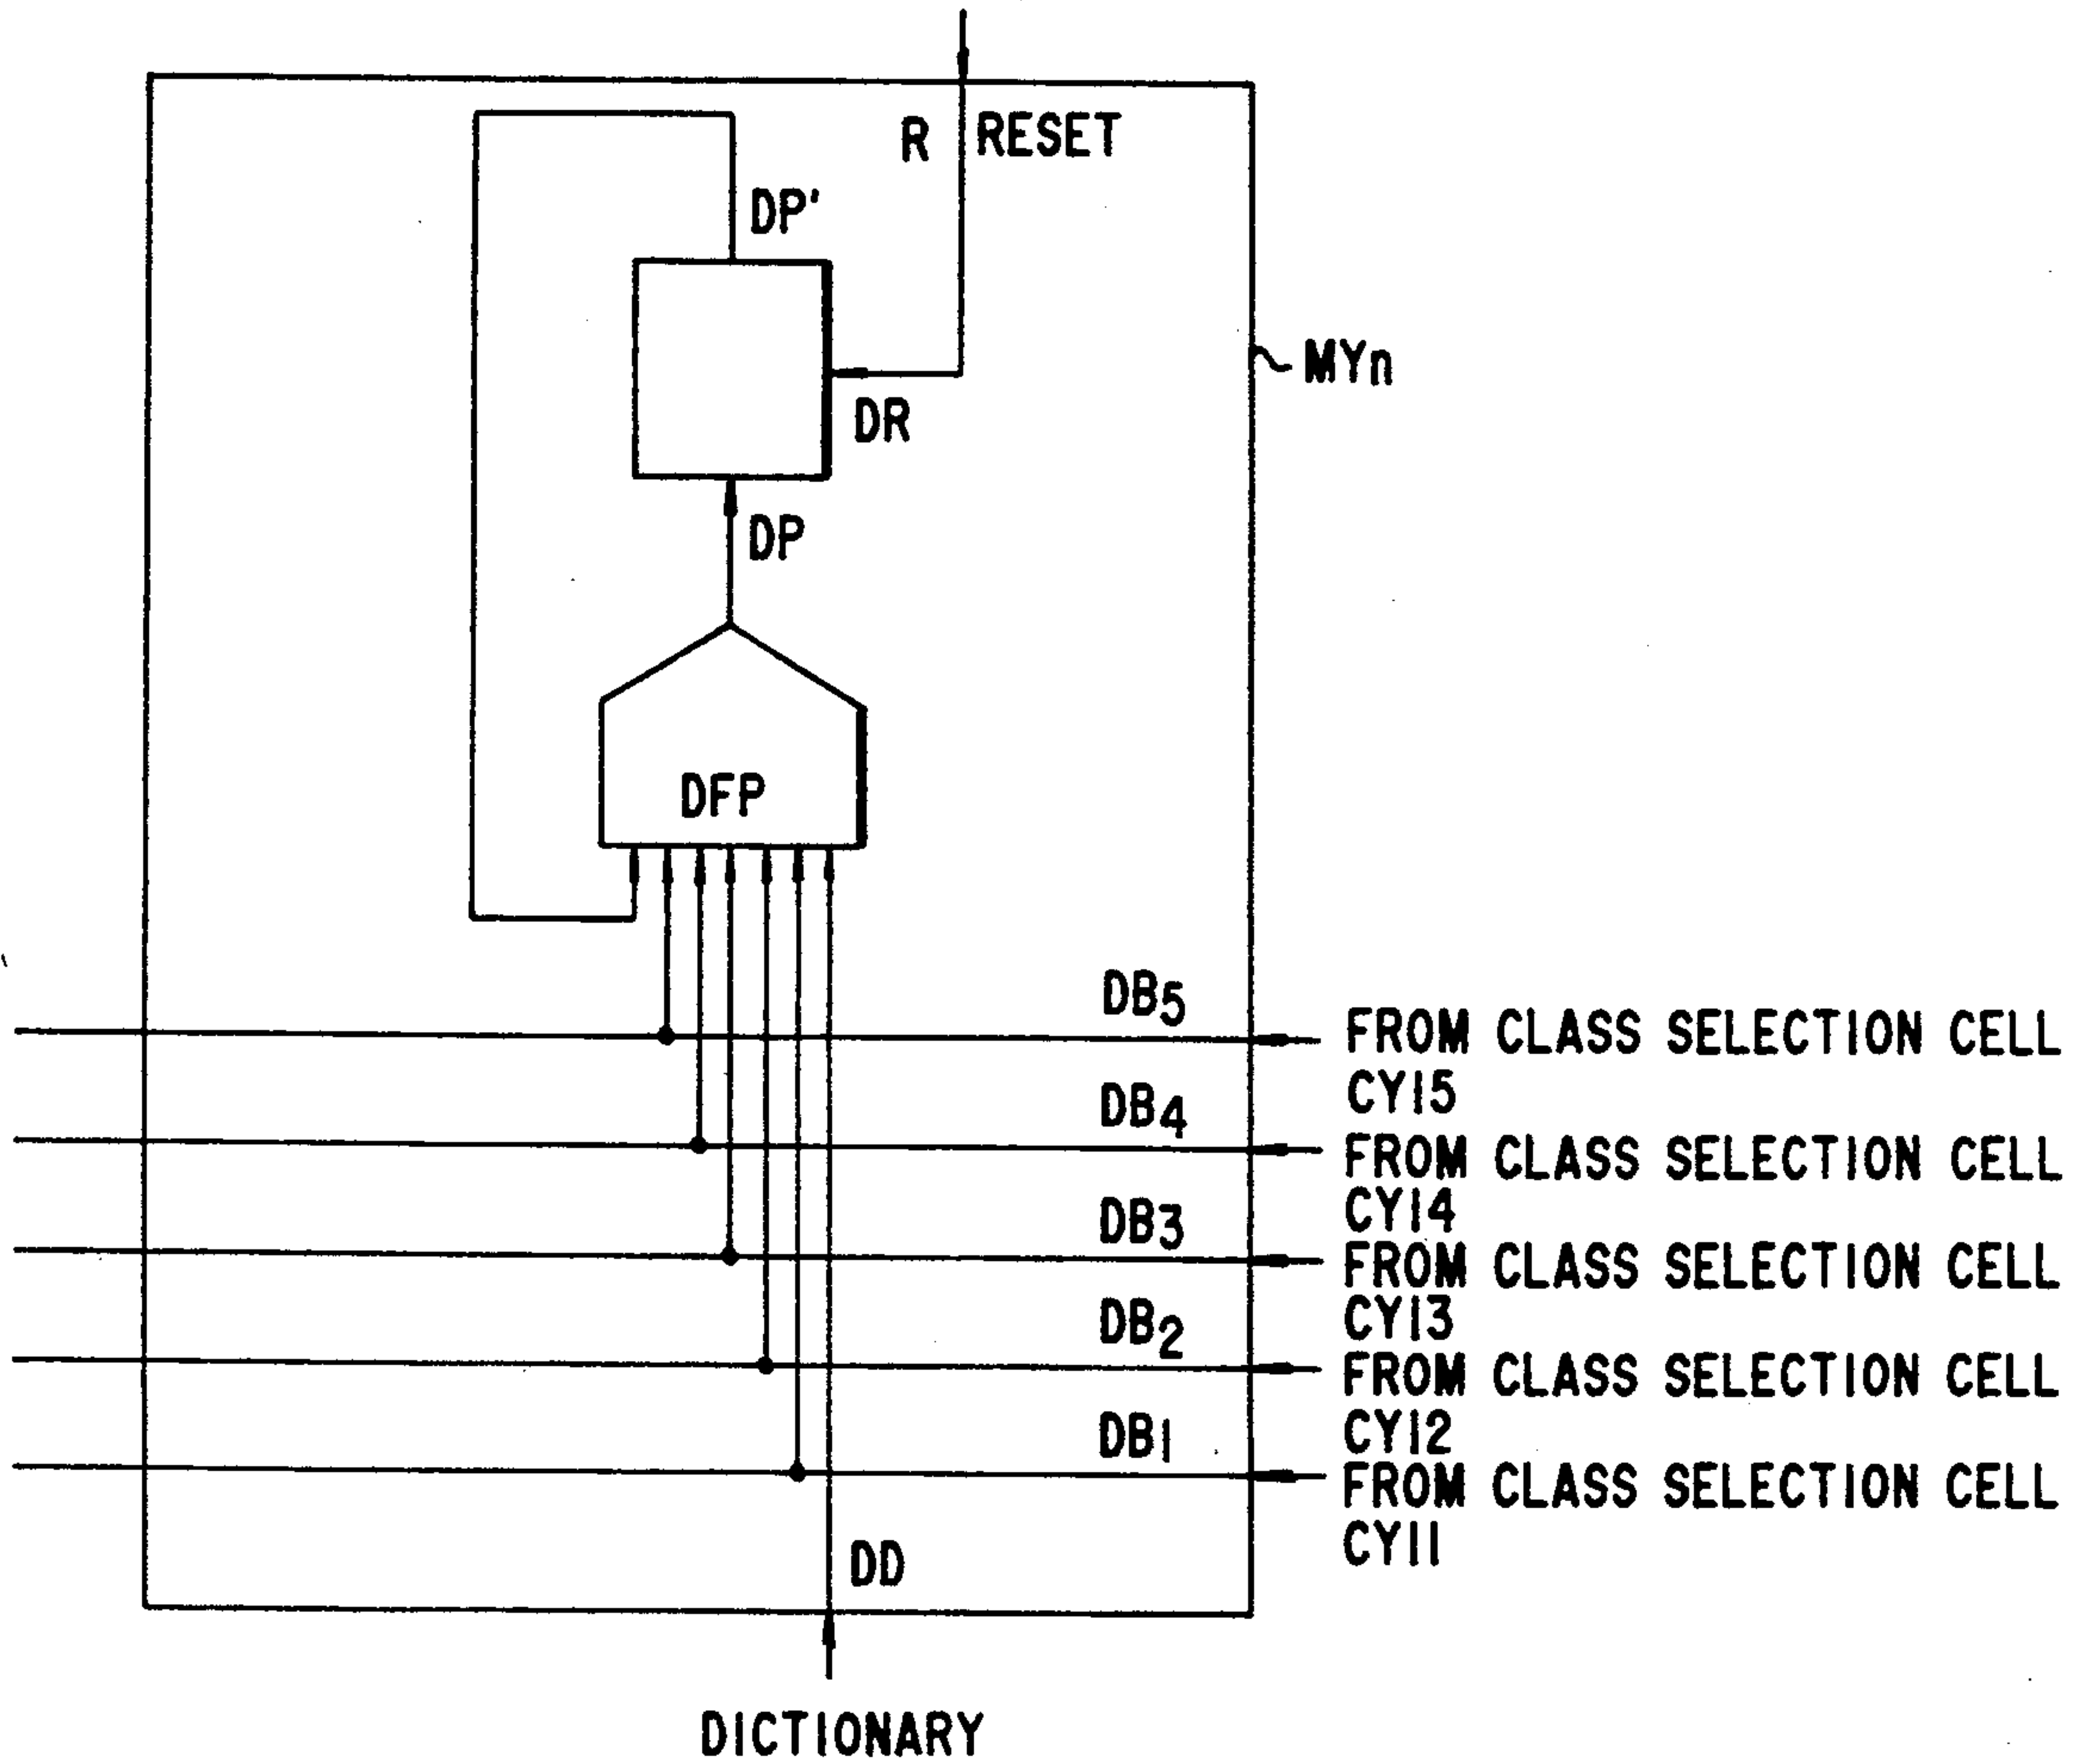 R RESET
DP'
MYn
DR
DP
DFP
DB5
FROM CLASS SELECTION CELL
CY15
DB4
FROM CLASS SELECTION CELL
CY14
DB3
FROM CLASS SELECTION CELL
CY13
DB2
FROM CLASS SELECTION CELL
CY12
DB1
FROM CLASS SELECTION CELL
CY11
DD
DICTIONARY